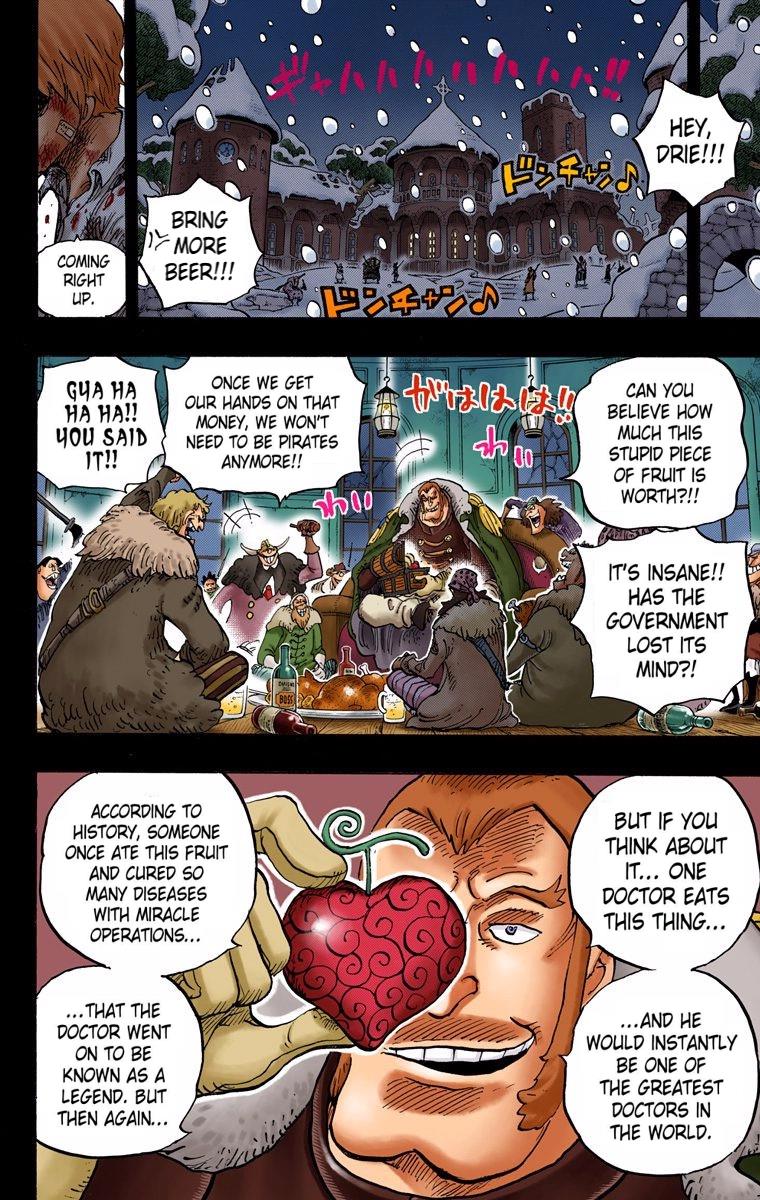 HEY,
DRIE!!!
ギャハハハハハハハ!!
ドンチャン♪
BRING
MORE
BEER!!!
ドンチャン♪
COMING
RIGHT
UP.
CAN YOU
BELIEVE HOW
MUCH THIS
STUPID PIECE
OF FRUIT IS
WORTH?!!
IT'S INSANE!!
HAS THE
GOVERNMENT
LOST ITS
MIND?!
がはははは!!
わい
わい
ONCE WE GET
OUR HANDS ON THAT
MONEY, WE WON'T
NEED TO BE PIRATES
ANYMORE!!
GYA HA
HA HA!!
YOU SAID
IT!!
BOSS
BUT IF YOU
THINK ABOUT
IT... ONE
DOCTOR EATS
THIS THING...
...AND HE
WOULD INSTANTLY
BE ONE OF
THE GREATEST
DOCTORS IN
THE WORLD.
ACCORDING TO
HISTORY, SOMEONE
ONCE ATE THIS FRUIT
AND CURED SO
MANY DISEASES
WITH MIRACLE
OPERATIONS...
...THAT THE
DOCTOR WENT
ON TO BE
KNOWN AS A
LEGEND. BUT
THEN AGAIN...